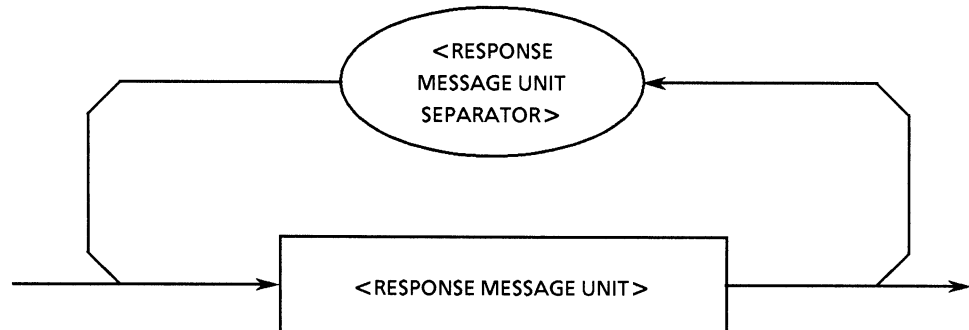 <RESPONSE
MESSAGE UNIT
SEPARATOR>
<RESPONSE MESSAGE UNIT>